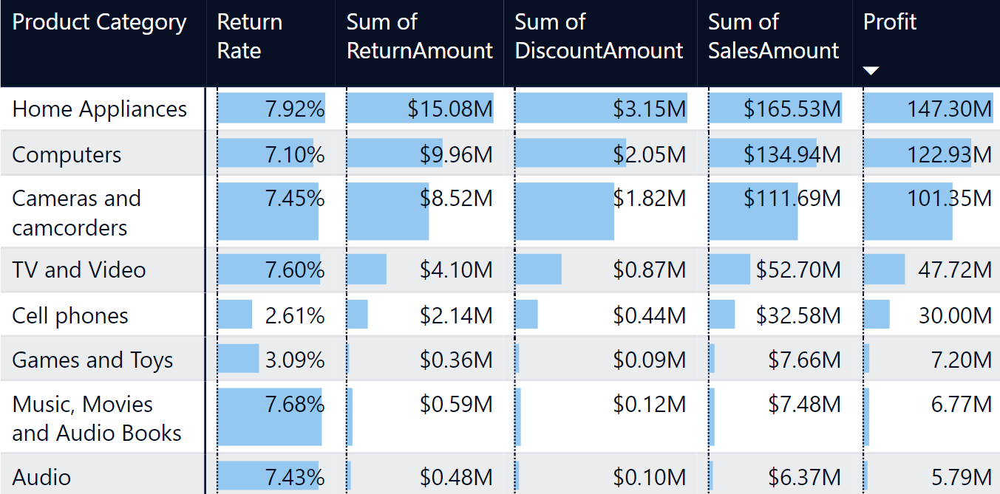 Product Category Return Rate Sum of ReturnAmount Sum of DiscountAmount Sum of SalesAmount Profit
Home Appliances 7.92% $15.08M $3.15M $165.53M 147.30M
Computers 7.10% $9.96M $2.05M $134.94M 122.93M
Cameras and camcorders 7.45% $8.52M $1.82M $111.69M 101.35M
TV and Video 7.60% $4.10M $0.87M $52.70M 47.72M
Cell phones 2.61% $2.14M $0.44M $32.58M 30.00M
Games and Toys 3.09% $0.36M $0.09M $7.66M 7.20M
Music, Movies and Audio Books 7.68% $0.59M $0.12M $7.48M 6.77M
Audio 7.43% $0.48M $0.10M $6.37M 5.79M